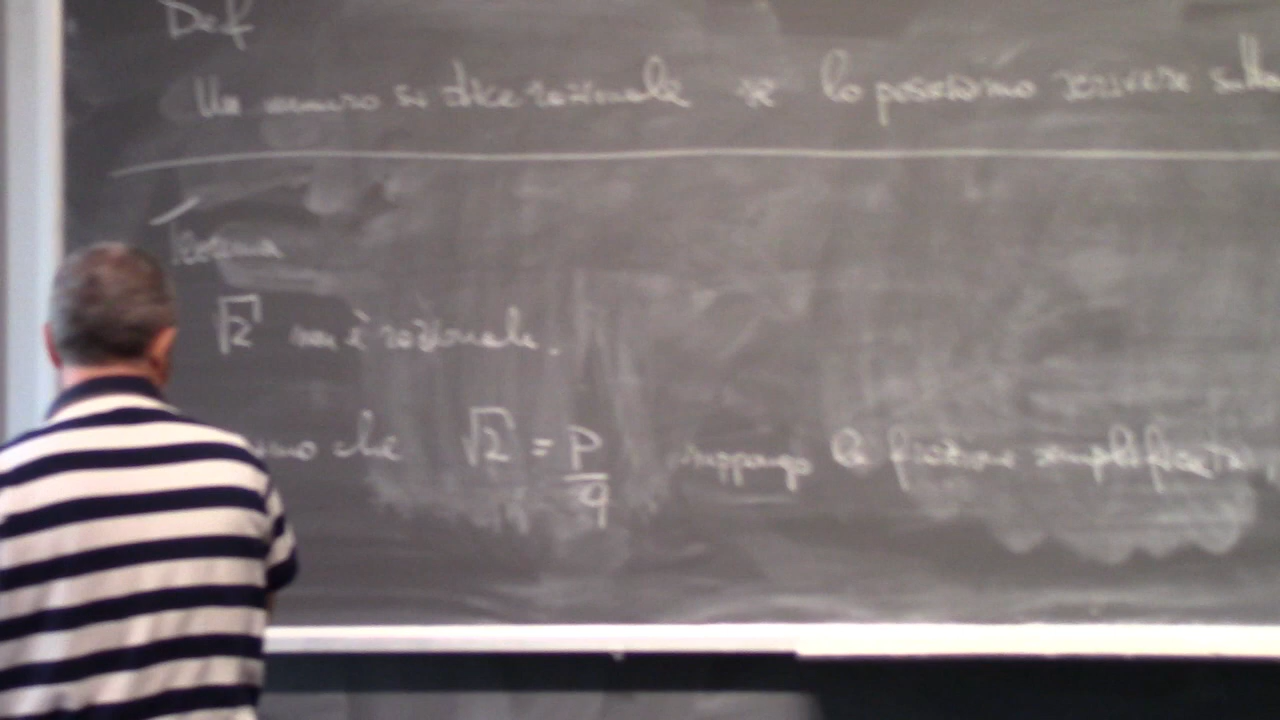 Def
Un numero si dice razionale se lo possiamo scrivere sotto
Teorema
√2 non è razionale.
che √2 = p/q suppongo la frazione semplificata,